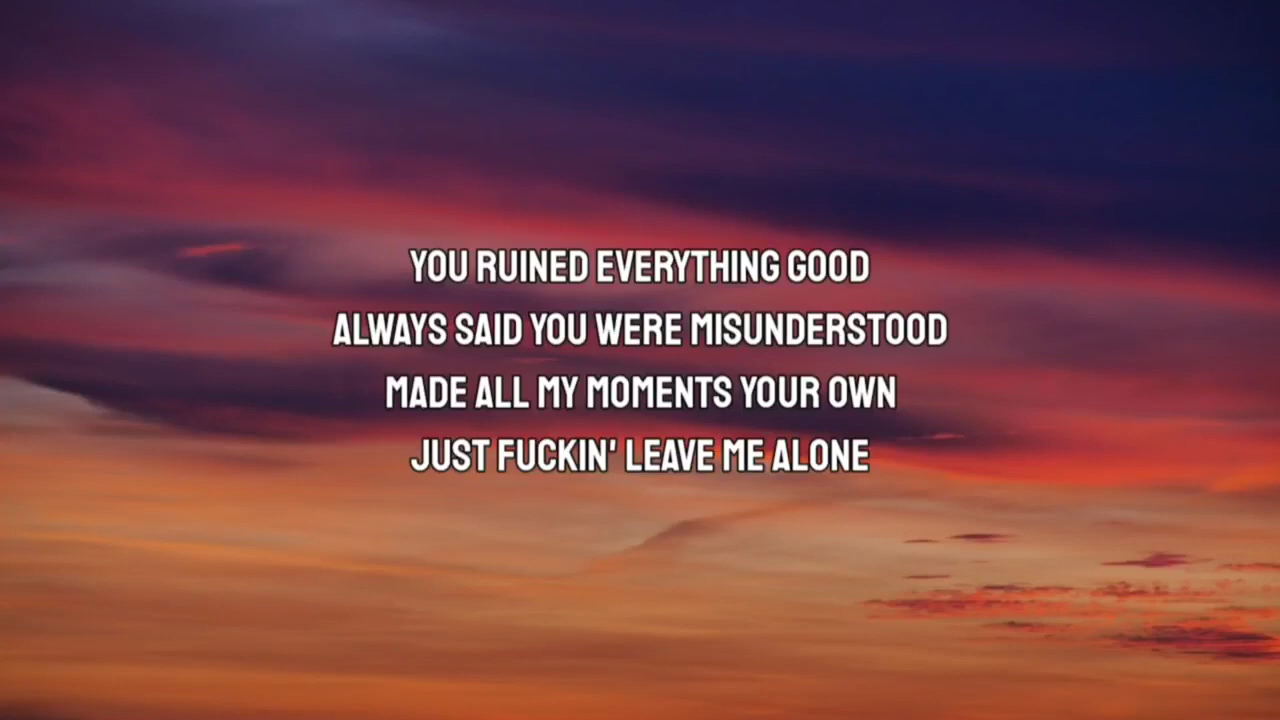 YOU RUINED EVERYTHING GOOD
ALWAYS SAID YOU WERE MISUNDERSTOOD
MADE ALL MY MOMENTS YOUR OWN
JUST FUCKIN' LEAVE ME ALONE